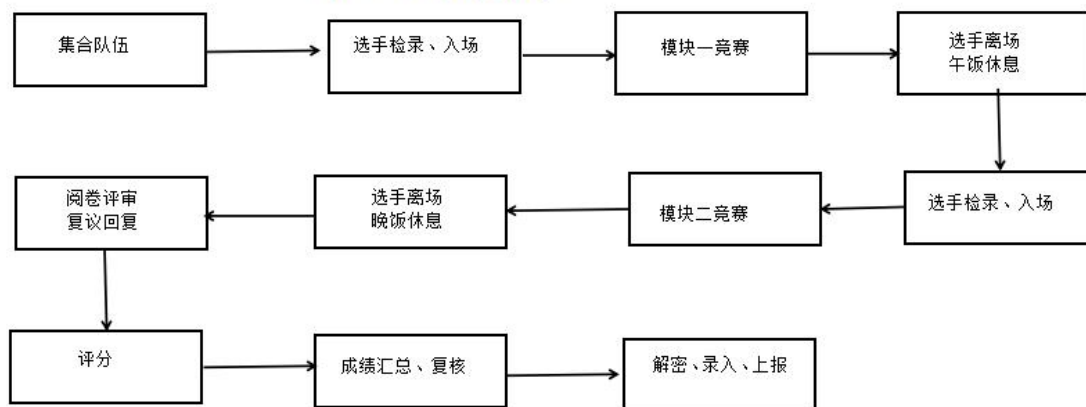 集合队伍
选手检录、入场
模块一竞赛
选手离场
午饭休息
选手检录、入场
模块二竞赛
选手离场
晚饭休息
阅卷评审
复议回复
评分
成绩汇总、复核
解密、录入、上报